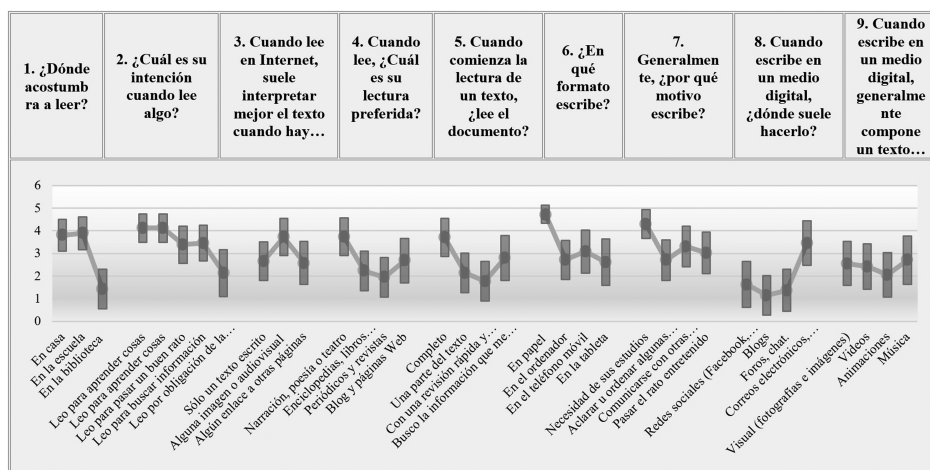 1. ¿Dónde
acostumb
ra a leer?
2. ¿Cuál es su
intención
cuando lee
algo?
3. Cuando lee
en Internet,
suele
interpretar
mejor el texto
cuando hay…
4. Cuando
lee, ¿Cuál
es su
lectura
preferida?
5. Cuando
comienza la
lectura de
un texto,
¿lee el
documento?
6. ¿En
qué
formato
escribe?
7.
Generalmen
te, ¿por qué
motivo
escribe?
8. Cuando
escribe en
un medio
digital,
¿dónde suele
hacerlo?
9. Cuando
escribe en
un medio
digital,
generalme
nte
compone
un texto…
6
5
4
3
2
1
0
En casa
En la escuela
En la biblioteca
Leo para aprender cosas
Leo para aprender cosas
Leo para pasar un buen rato
Leo para buscar información
Leo por obligación de la…
Sólo un texto escrito
Alguna imagen o audiovisual
Algún enlace a otras páginas
Narración, poesía o teatro
Enciclopedias, libros…
Periódicos y revistas
Blog y páginas Web
Completo
Una parte del texto
Con una revisión rápida y…
Busco la información que me…
En papel
En el ordenador
En el teléfono móvil
En la tableta
Necesidad de sus estudios
Aclarar u ordenar algunas…
Comunicarse con otras…
Pasar el rato entretenido
Redes sociales (Facebook…
Blogs
Foros, chat…
Correos electrónicos,…
Visual (fotografías e imágenes)
Vídeos
Animaciones
Música